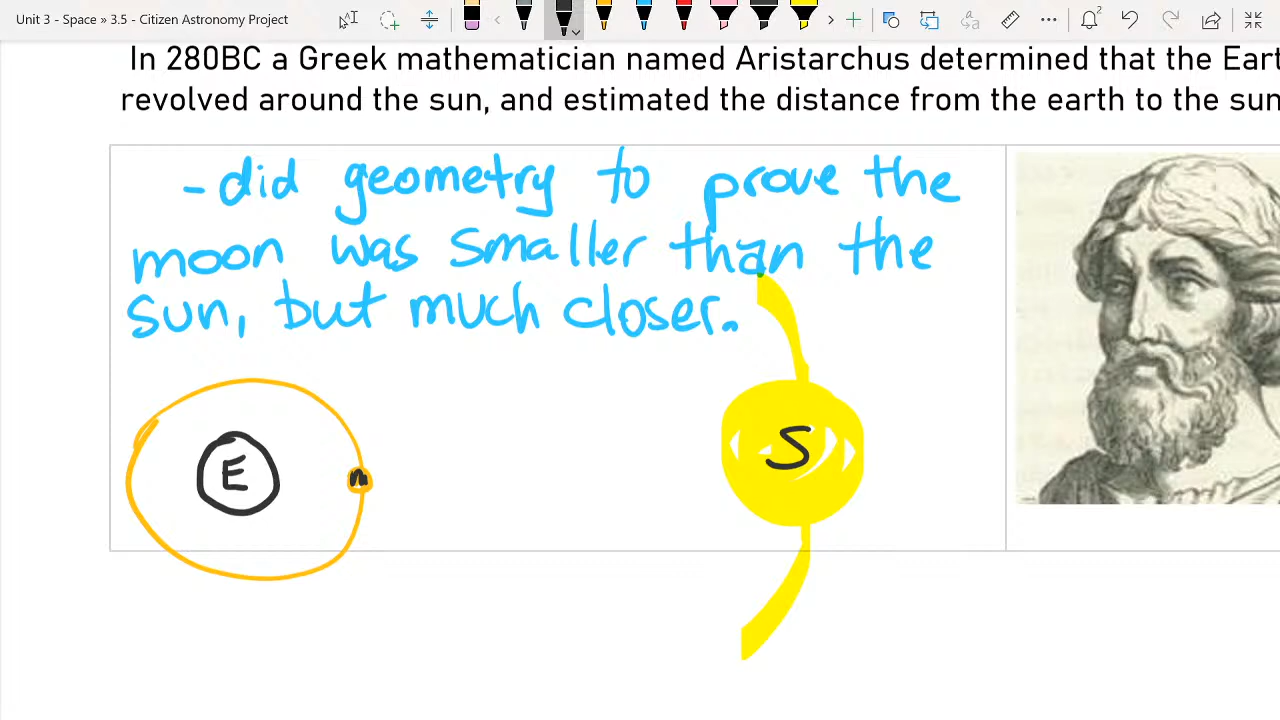 Unit 3 - Space » 3.5 - Citizen Astronomy Project
2
In 280BC a Greek mathematician named Aristarchus determined that the Eart
revolved around the sun, and estimated the distance from the earth to the sun
- did geometry to prove the
moon was smaller than the
sun, but much closer.
E
m
S